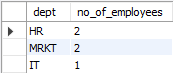 dept no_of_employees
HR 2
MRKT 2
IT 1